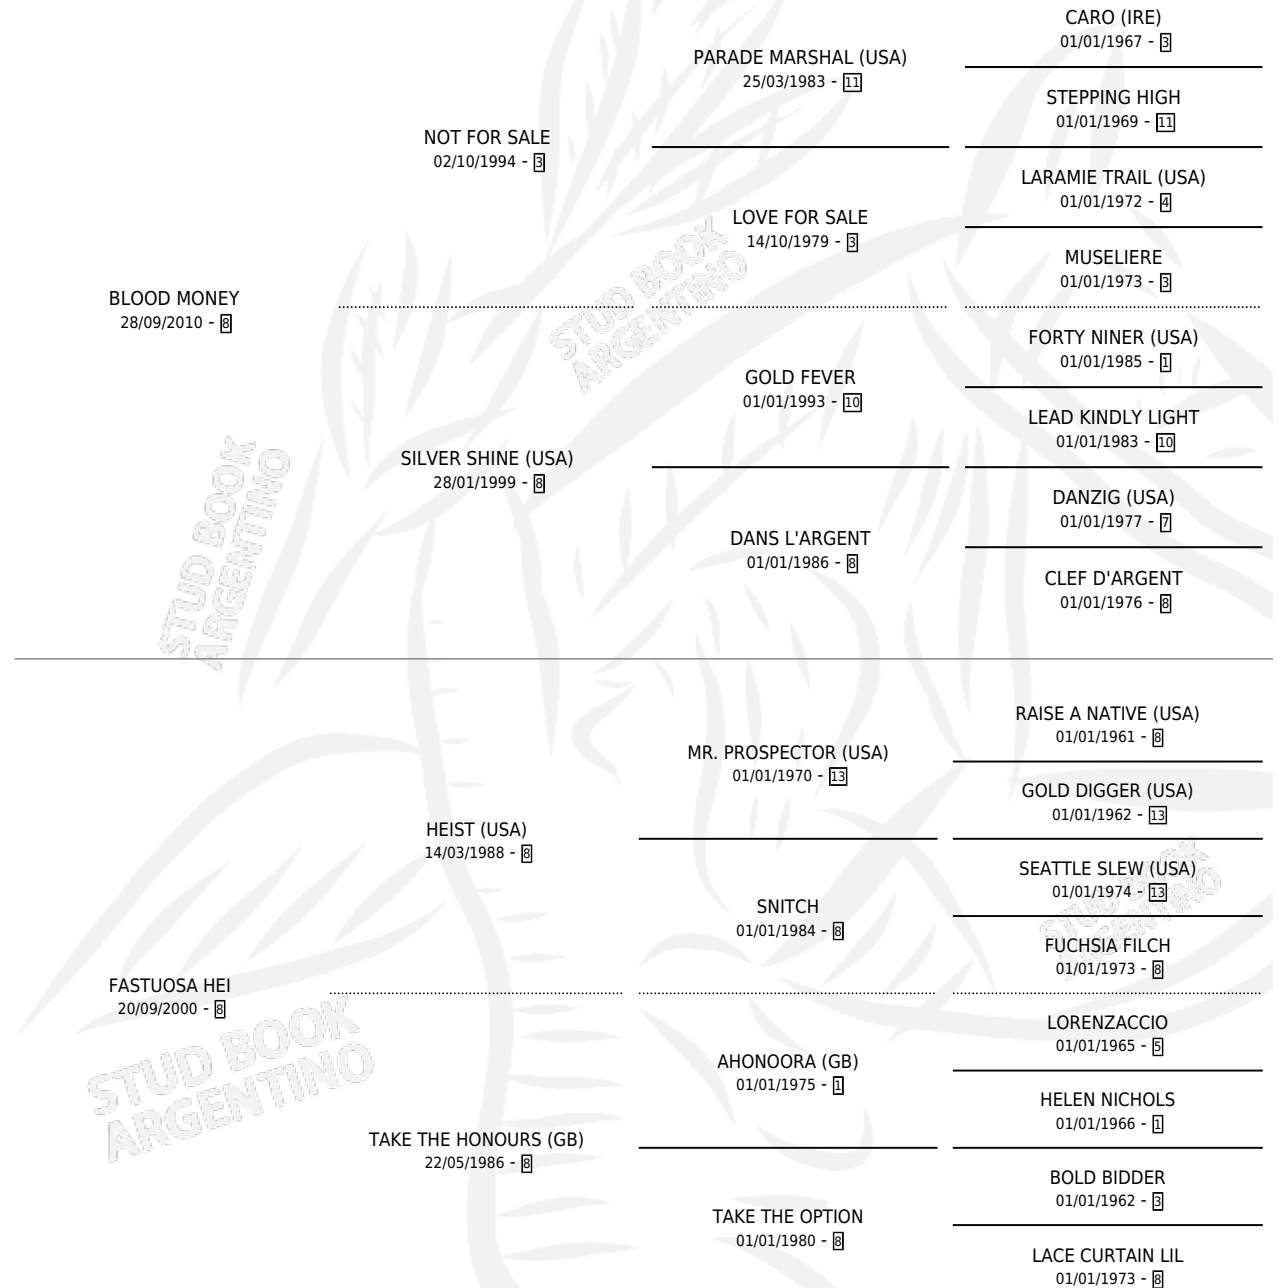 CARO (IRE)
01/01/1967 - 3
PARADE MARSHAL (USA)
25/03/1983 - 11
STEPPING HIGH
01/01/1969 - 11
NOT FOR SALE
02/10/1994 - 3
LARAMIE TRAIL (USA)
01/01/1972 - 4
LOVE FOR SALE
14/10/1979 - 3
MUSELIERE
01/01/1973 - 3
BLOOD MONEY
28/09/2010 - 8
FORTY NINER (USA)
01/01/1985 - 1
GOLD FEVER
01/01/1993 - 10
LEAD KINDLY LIGHT
01/01/1983 - 10
SILVER SHINE (USA)
28/01/1999 - 8
DANZIG (USA)
01/01/1977 - 7
DANS L'ARGENT
01/01/1986 - 8
CLEF D'ARGENT
01/01/1976 - 8
RAISE A NATIVE (USA)
01/01/1961 - 8
MR. PROSPECTOR (USA)
01/01/1970 - 13
GOLD DIGGER (USA)
01/01/1962 - 13
HEIST (USA)
14/03/1988 - 8
SEATTLE SLEW (USA)
01/01/1974 - 13
SNITCH
01/01/1984 - 8
FUCHSIA FILCH
01/01/1973 - 8
FASTUOSA HEI
20/09/2000 - 8
LORENZACCIO
01/01/1965 - 5
AHONOORA (GB)
01/01/1975 - 1
HELEN NICHOLS
01/01/1966 - 1
TAKE THE HONOURS (GB)
22/05/1986 - 8
BOLD BIDDER
01/01/1962 - 3
TAKE THE OPTION
01/01/1980 - 8
LACE CURTAIN LIL
01/01/1973 - 8
STUD BOOK
ARGENTINO
STUD BOOK
ARGENTINO
STUD BOOK
ARGENTINO
STUD BOOK
ARGENTINO